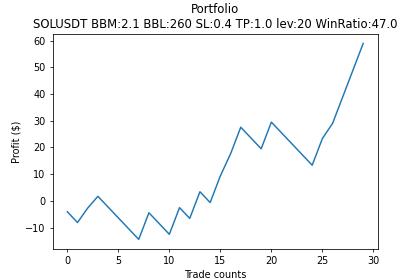 Portfolio
SOLUSDT BBM:2.1 BBL:260 SL:0.4 TP:1.0 lev:20 WinRatio:47.0
60
50
40
30
20
10
0
−10
Profit ($)
0 5 10 15 20 25 30
Trade counts